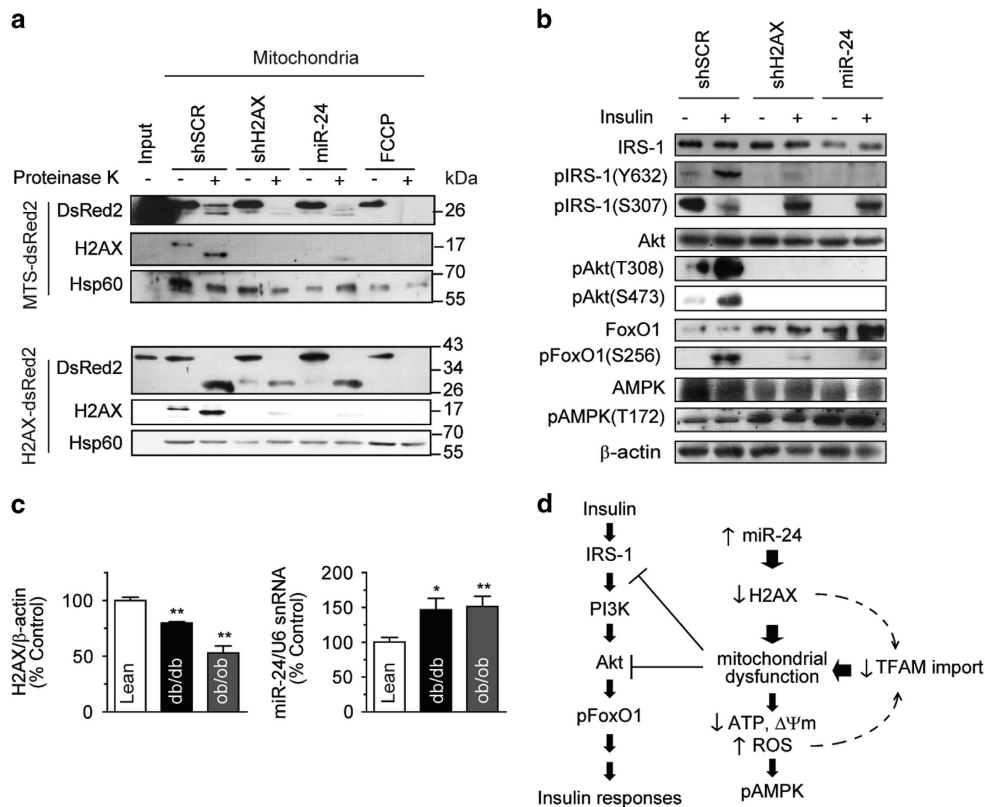 a
Mitochondria
Input
shSCR
shH2AX
miR-24
FCCP
Proteinase K - - + - + - + - + kDa
MTS-dsRed2
DsRed2
26
H2AX
17
Hsp60
70
55
H2AX-dsRed2
DsRed2
43
34
26
H2AX
17
Hsp60
70
55
b
shSCR
shH2AX
miR-24
Insulin - + - + - +
IRS-1
pIRS-1(Y632)
pIRS-1(S307)
Akt
pAkt(T308)
pAkt(S473)
FoxO1
pFoxO1(S256)
AMPK
pAMPK(T172)
β-actin
c
H2AX/β-actin
(% Control)
100
50
0
**
**
Lean
db/db
ob/ob
miR-24/U6 snRNA
(% Control)
200
150
100
50
0
*
**
Lean
db/db
ob/ob
d
Insulin
IRS-1
PI3K
Akt
pFoxO1
Insulin responses
↑ miR-24
↓ H2AX
mitochondrial
dysfunction
↓ TFAM import
↓ ATP, ΔΨm
↑ ROS
pAMPK